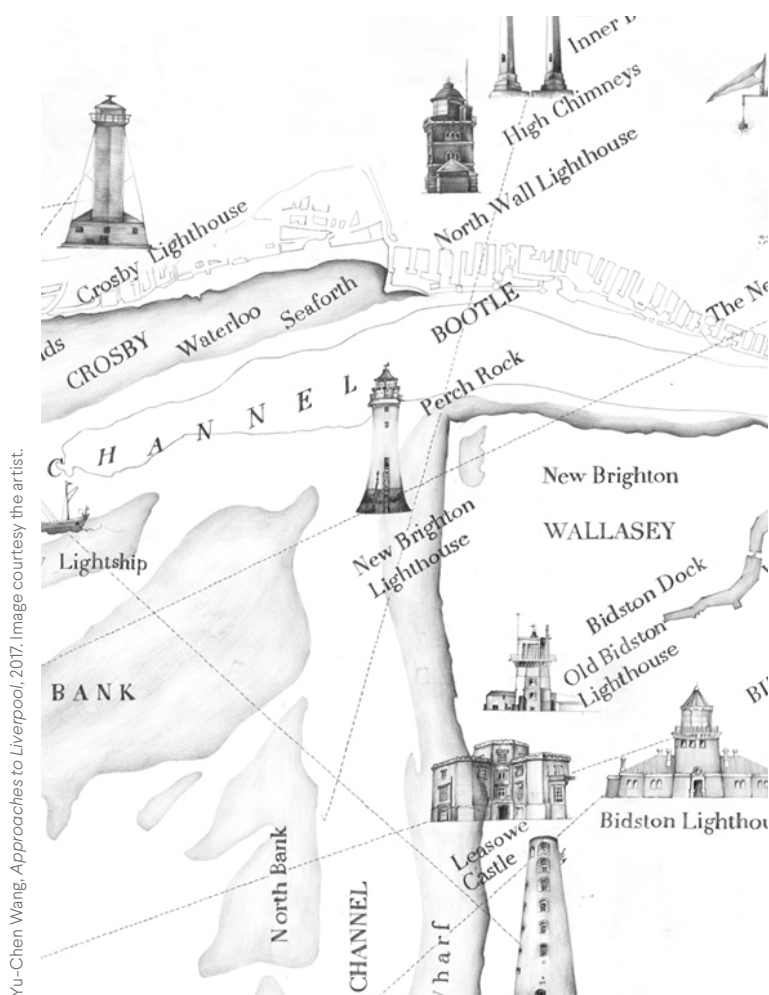 Inner
High Chimneys
North Wall Lighthouse
Crosby Lighthouse
The
CROSBY
Waterloo
Seaforth
BOOTLE
CHANNEL
Perch Rock
New Brighton
WALLASEY
New Brighton
Lighthouse
Lightship
Bidston Dock
Old Bidston
Lighthouse
BANK
Bidston
Leasowe
Castle
North Bank
CHANNEL
Yu-Chen Wang, Approaches to Liverpool, 2017. Image courtesy the artist.